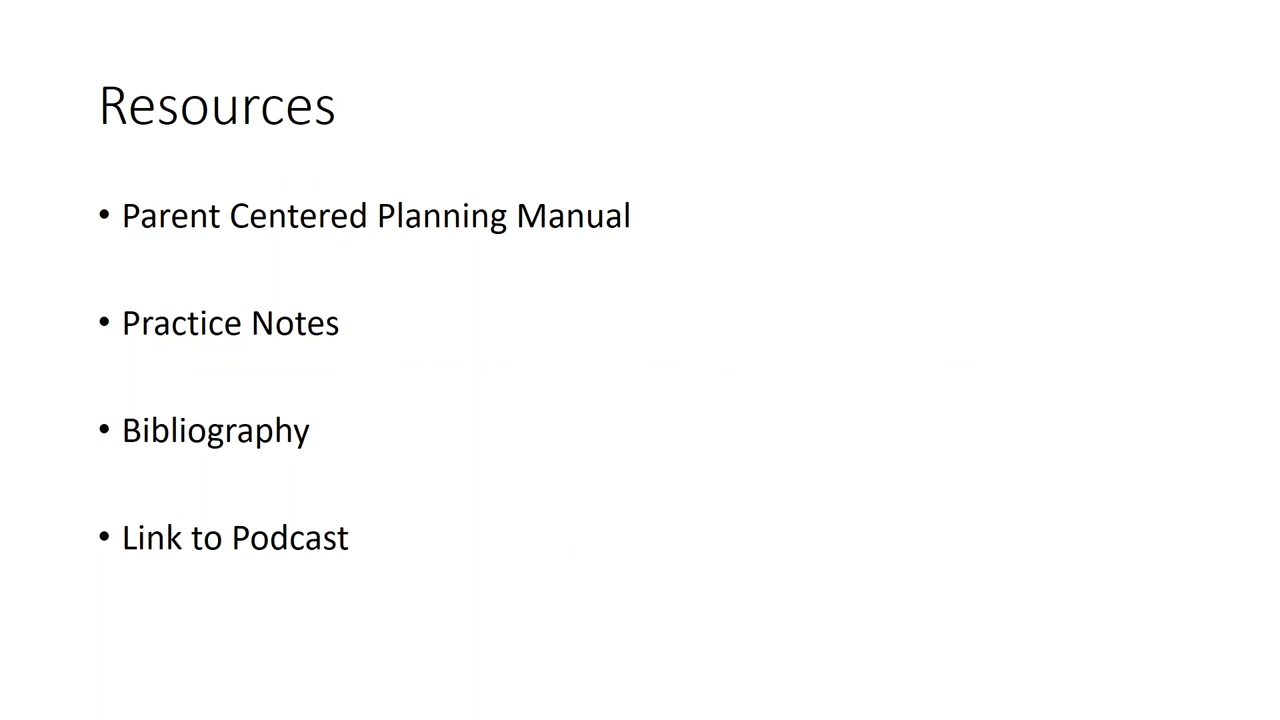 Resources
• Parent Centered Planning Manual
• Practice Notes
• Bibliography
• Link to Podcast